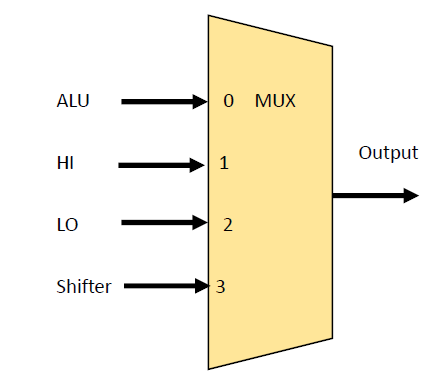 ALU 0 MUX
Output
HI 1
LO 2
Shifter 3